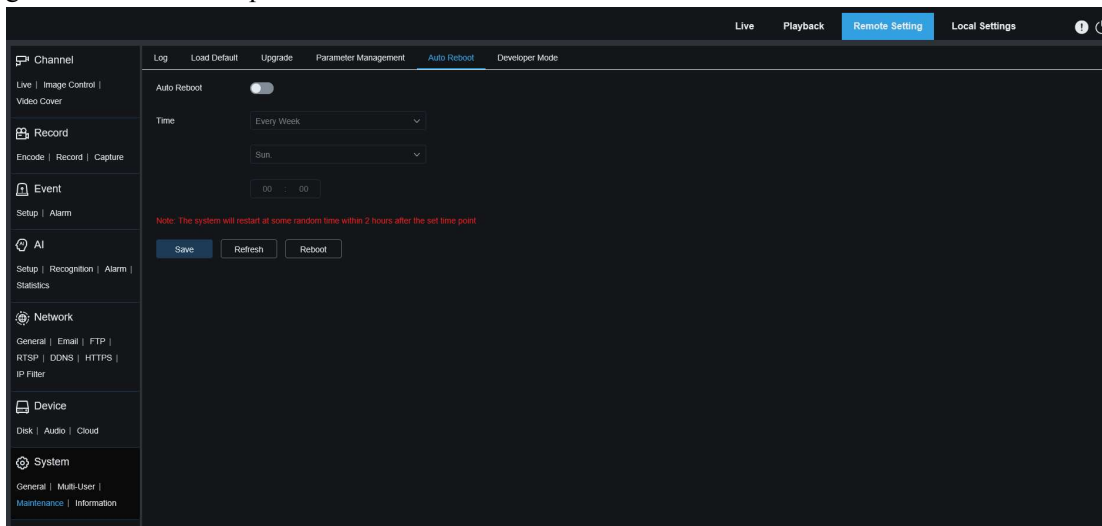 Live Playback Remote Setting Local Settings
Channel
Live | Image Control |
Video Cover
Record
Encode | Record | Capture
Event
Setup | Alarm
AI
Setup | Recognition | Alarm |
Statistics
Network
General | Email | FTP |
RTSP | DDNS | HTTPS |
IP Filter
Device
Disk | Audio | Cloud
System
General | Multi-User |
Maintenance | Information
Log Load Default Upgrade Parameter Management Auto Reboot Developer Mode
Auto Reboot
Time Every Week
Sun.
00 : 00
Note: The system will restart at some random time within 2 hours after the set time point
Save Refresh Reboot